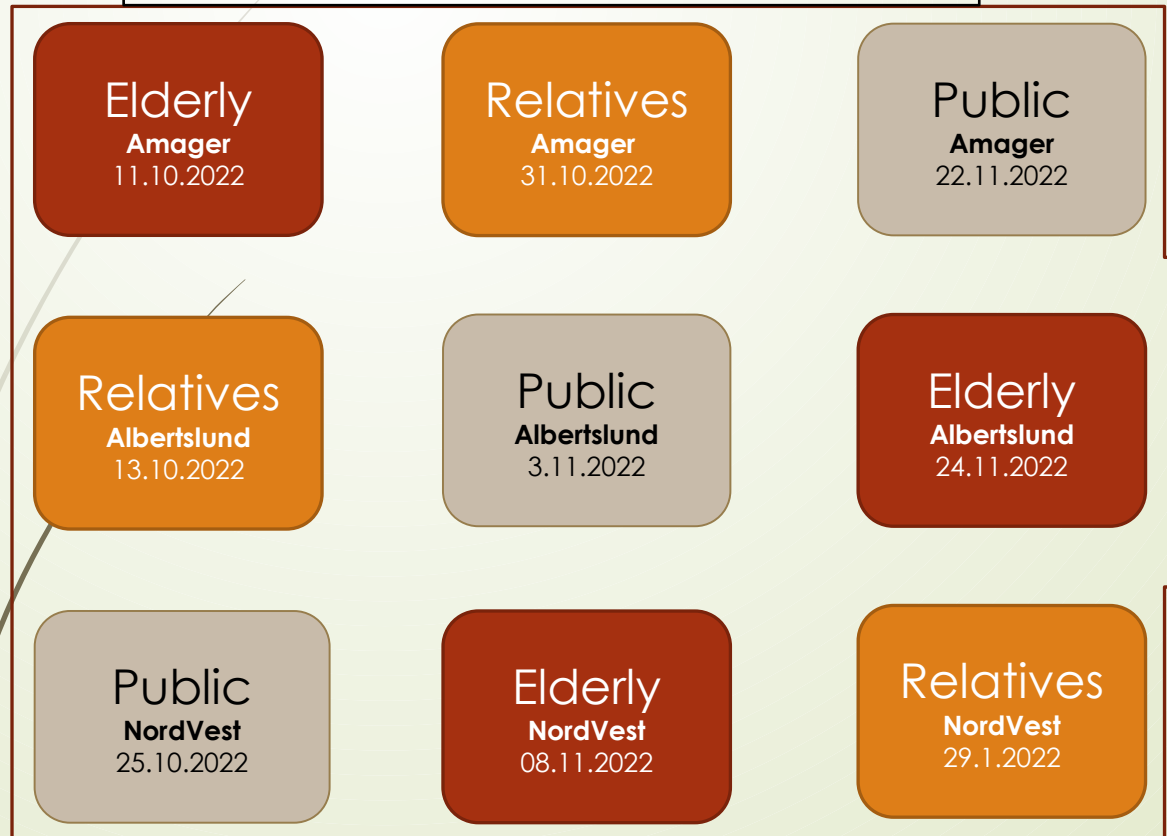 Elderly
Amager
11.10.2022
Relatives
Amager
31.10.2022
Public
Amager
22.11.2022
Relatives
Albertslund
13.10.2022
Public
Albertslund
3.11.2022
Elderly
Albertslund
24.11.2022
Public
NordVest
25.10.2022
Elderly
NordVest
08.11.2022
Relatives
NordVest
29.1.2022